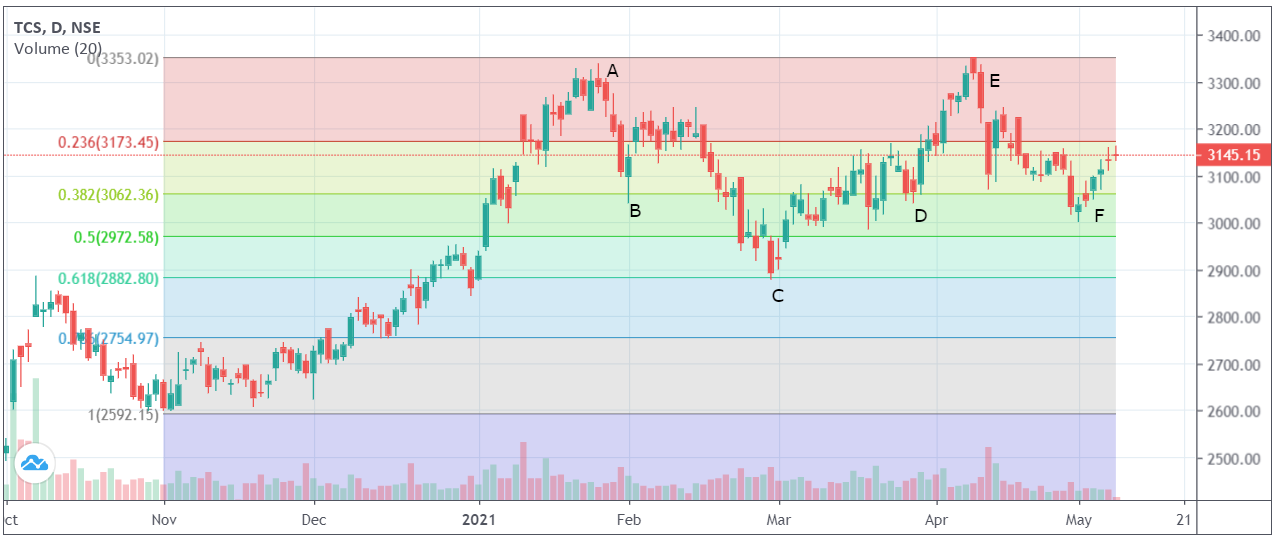 TCS, D, NSE
Volume (20)
0(3353.02)
0.236(3173.45)
0.382(3062.36)
0.5(2972.58)
0.618(2882.80)
(2754.97)
1(2592.15)
A
B
C
D
E
F
3400.00
3300.00
3200.00
3145.15
3100.00
3000.00
2900.00
2800.00
2700.00
2600.00
2500.00
ct
Nov
Dec
2021
Feb
Mar
Apr
May
21